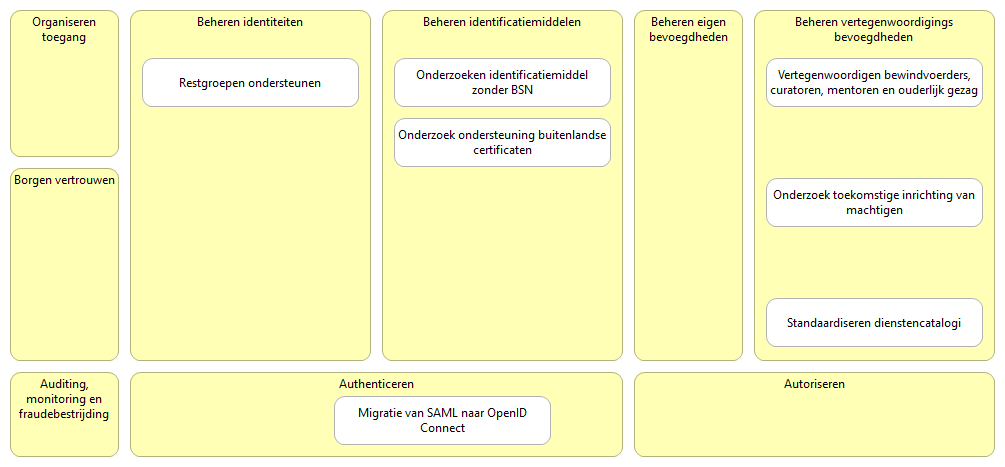 Organiseren
toegang
Beheren identiteiten
Restgroepen ondersteunen
Beheren identificatiemiddelen
Onderzoeken identificatiemiddel
zonder BSN
Onderzoek ondersteuning buitenlandse
certificaten
Beheren eigen
bevoegdheden
Beheren vertegenwoordigings
bevoegdheden
Vertegenwoordigen bewindvoerders,
curatoren, mentoren en ouderlijk gezag
Onderzoek toekomstige inrichting van
machtigen
Standaardiseren dienstencatalogi
Borgen vertrouwen
Auditing,
monitoring en
fraudebestrijding
Authenticeren
Migratie van SAML naar OpenID
Connect
Autoriseren